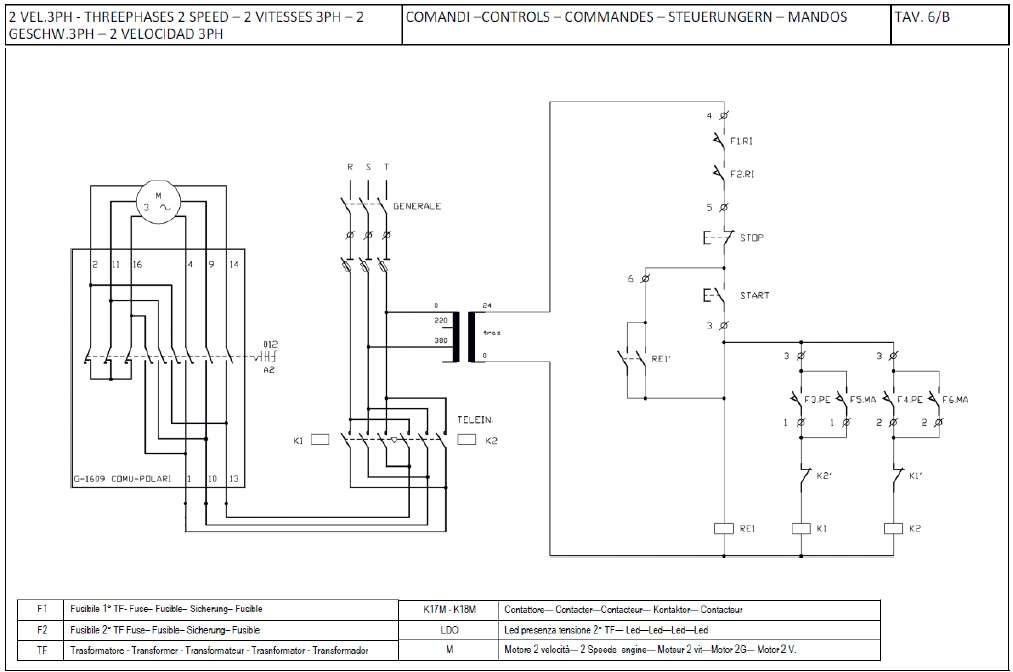 2 VEL.3PH - THREEPHASES 2 SPEED – 2 VITESSES 3PH – 2
GESCHW.3PH – 2 VELOCIDAD 3PH
COMANDI –CONTROLS – COMMANDES – STEUERUNGERN – MANDOS
TAV. 6/B
4
F1.RI
F2.RI
5
STOP
6
START
3
RE1'
R S T
GENERALE
M
3
2 11 16 4 9 14
0
220
380
24
0
012
A2
TELEIN.
K1
K2
G-1609 COMU-POLARI 1 10 13
3
3
F3.PE
F5.MA
F4.PE
F6.MA
1
1
2
2
K2'
K1'
RE1
K1
K2
F1 Fusibile 1° TF- Fuse– Fusible– Sicherung– Fusible
F2 Fusibile 2° TF Fuse– Fusible– Sicherung– Fusible
TF Trasformatore - Transformer - Transformateur - Trasnformator - Transformador
K17M - K18M Contattore— Contacter—Contacteur— Kontaktor— Contacteur
LDO Led presenza tensione 2° TF— Led—Led—Led—Led
M Motore 2 velocità— 2 Speeds engine— Moteur 2 vit—Motor 2G— Motor 2 V.